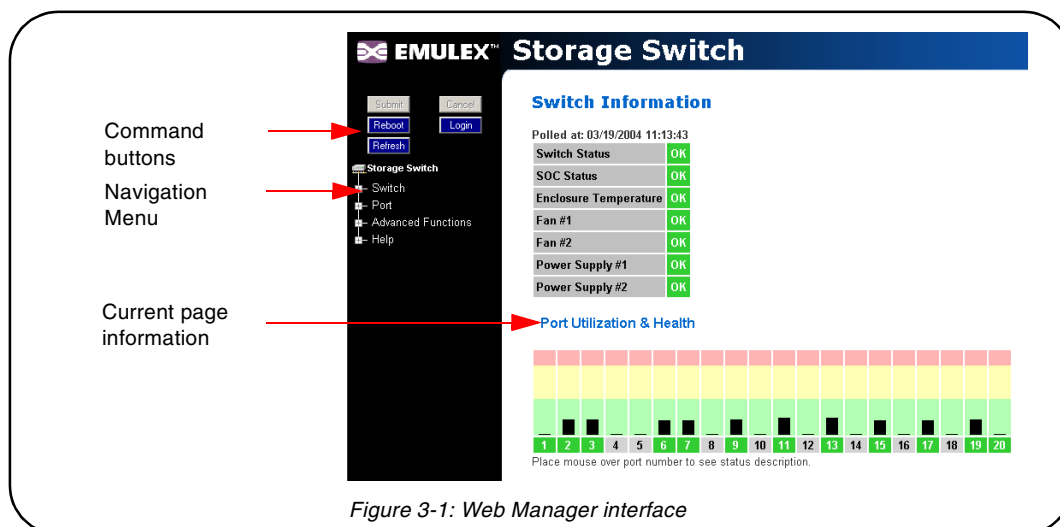 EMULEX™ Storage Switch
Submit Cancel
Reboot Login
Refresh
Storage Switch
Switch
Port
Advanced Functions
Help
Command
buttons
Navigation
Menu
Current page
information
Switch Information
Polled at: 03/19/2004 11:13:43
Switch Status OK
SOC Status OK
Enclosure Temperature OK
Fan #1 OK
Fan #2 OK
Power Supply #1 OK
Power Supply #2 OK
Port Utilization & Health
1 2 3 4 5 6 7 8 9 10 11 12 13 14 15 16 17 18 19 20
Place mouse over port number to see status description.
Figure 3-1: Web Manager interface